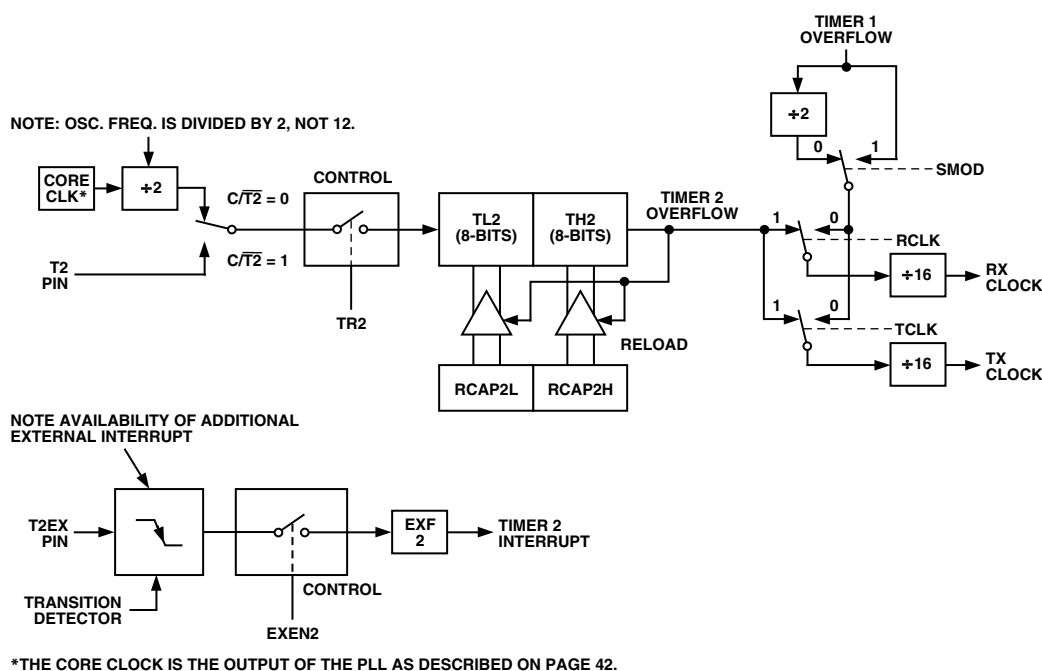 TIMER 1
OVERFLOW
÷2
NOTE: OSC. FREQ. IS DIVIDED BY 2, NOT 12.
0
1
SMOD
CORE
CLK*
÷2
C/T2̅ = 0
CONTROL
TL2
(8-BITS)
TH2
(8-BITS)
TIMER 2
OVERFLOW
1
0
RCLK
T2
PIN
C/T2̅ = 1
÷16
RX
CLOCK
TR2
1
0
TCLK
RELOAD
÷16
TX
CLOCK
RCAP2L
RCAP2H
NOTE AVAILABILITY OF ADDITIONAL
EXTERNAL INTERRUPT
T2EX
PIN
EXF
2
TIMER 2
INTERRUPT
CONTROL
TRANSITION
DETECTOR
EXEN2
*THE CORE CLOCK IS THE OUTPUT OF THE PLL AS DESCRIBED ON PAGE 42.